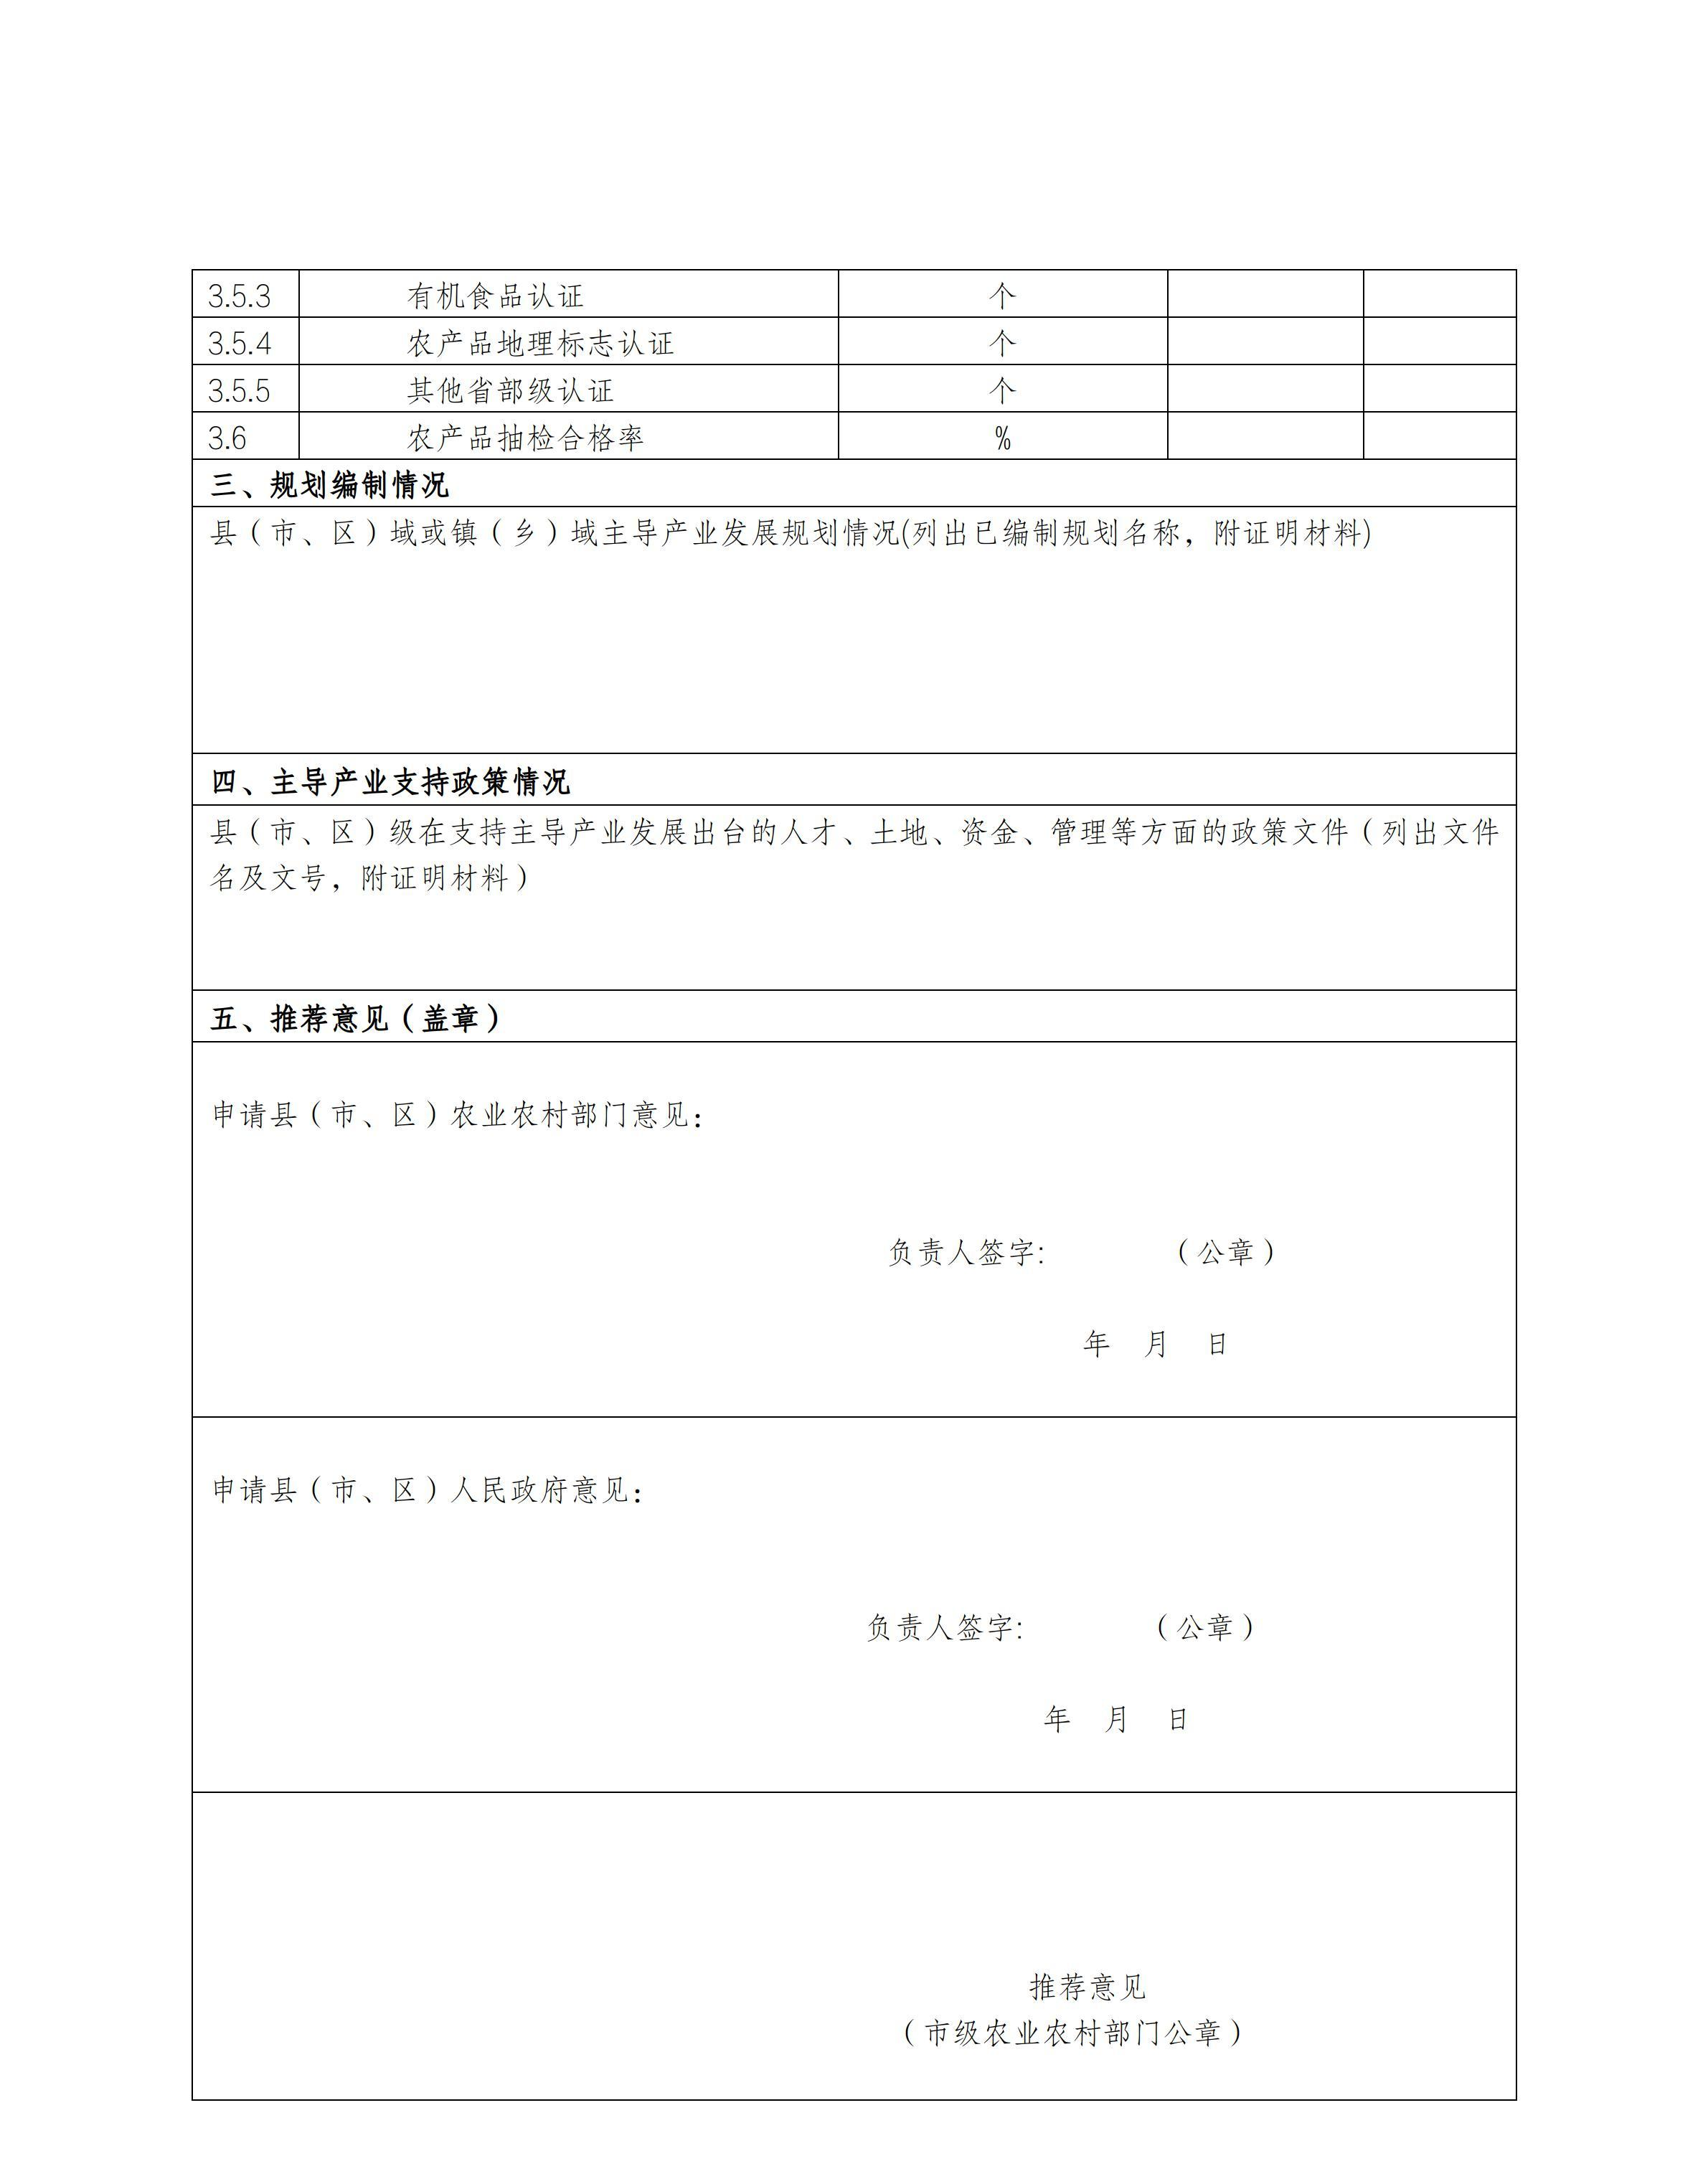 3.5.3 有机食品认证 个
3.5.4 农产品地理标志认证 个
3.5.5 其他省部级认证 个
3.6 农产品抽检合格率 %
三、规划编制情况
县（市、区）域或镇（乡）域主导产业发展规划情况(列出已编制规划名称，附证明材料)
四、主导产业支持政策情况
县（市、区）级在支持主导产业发展出台的人才、土地、资金、管理等方面的政策文件（列出文件
名及文号，附证明材料）
五、推荐意见（盖章）
申请县（市、区）农业农村部门意见：
负责人签字: （公章）
年 月 日
申请县（市、区）人民政府意见：
负责人签字: （公章）
年 月 日
推荐意见
（市级农业农村部门公章）